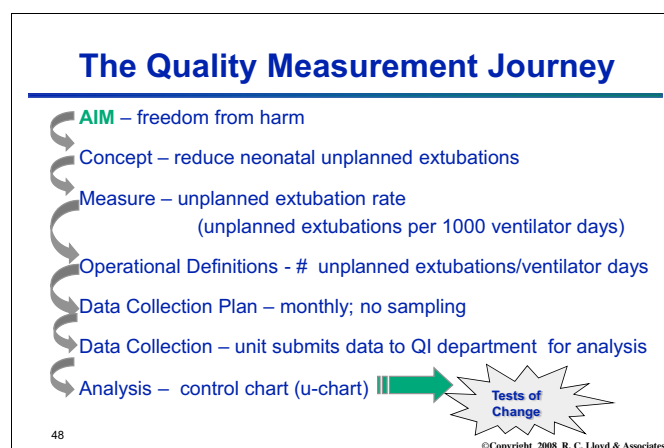 The Quality Measurement Journey
AIM – freedom from harm
Concept – reduce neonatal unplanned extubations
Measure – unplanned extubation rate
(unplanned extubations per 1000 ventilator days)
Operational Definitions - # unplanned extubations/ventilator days
Data Collection Plan – monthly; no sampling
Data Collection – unit submits data to QI department for analysis
Analysis – control chart (u-chart)
Tests of
Change
48
©Copyright 2008 R. C. Lloyd & Associates